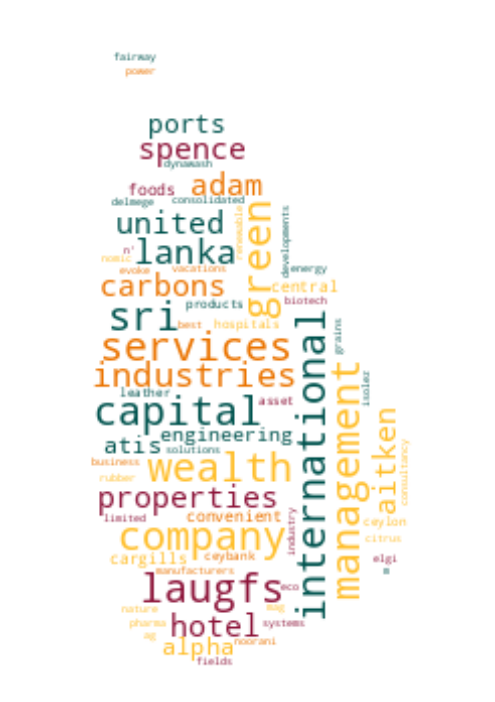 fairway
power
ports
spence
dynawash
foods
adam
delmege
consolidated
united
green
renewable
developments
n'
lanka
nomic
evoke
vacations
energy
carbons
central
products
biotech
sri
best
hospitals
international
grains
services
industries
management
isolez
leather
asset
capital
aitken
atis
engineering
solutions
consultancy
business
wealth
rubber
properties
limited
convenient
industry
ceylon
company
citrus
cargills
ceybank
elgi
manufacturers
m
laugfs
eco
nature
mag
pharma
hotel
systems
ag
alpha
noorani
fields